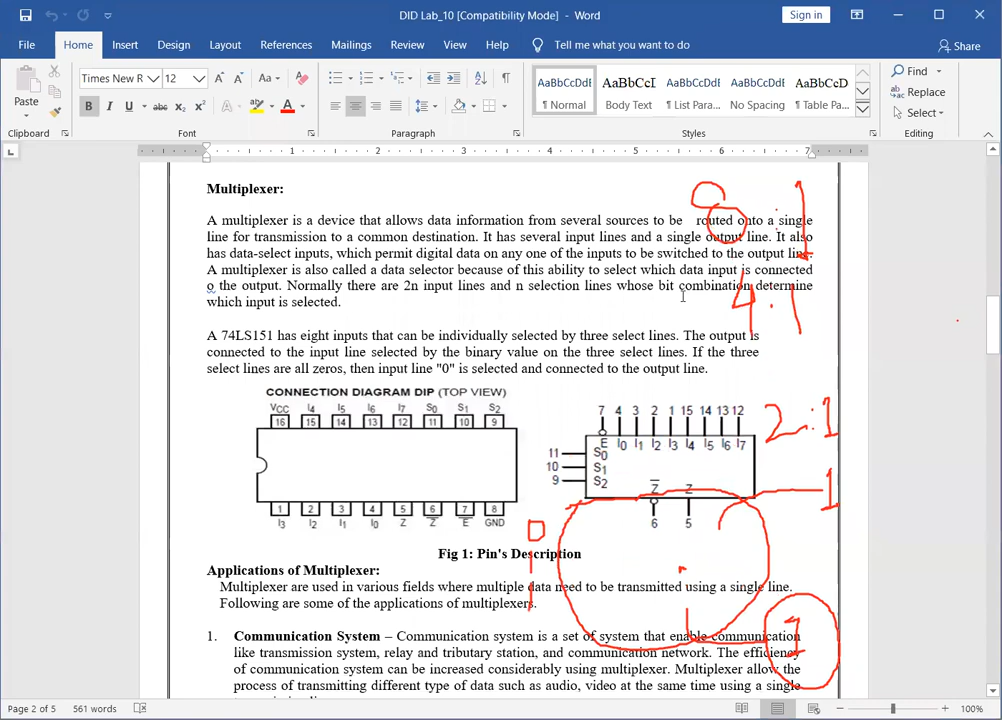 DID Lab_10 [Compatibility Mode] - Word
Sign in
File Home Insert Design Layout References Mailings Review View Help Tell me what you want to do Share
Paste
Times New R 12 Aa
B I U abc x₂ x² A A
Clipboard Font Paragraph
AaBbCcDdE AaBbCcI AaBbCcDdE AaBbCcDdE AaBbCcD
¶ Normal Body Text ¶ List Para... No Spacing ¶ Table Pa...
Styles
Find
Replace
Select
Editing
1 2 3 4 5 6 7
Multiplexer:
A multiplexer is a device that allows data information from several sources to be routed onto a single
line for transmission to a common destination. It has several input lines and a single output line. It also
has data-select inputs, which permit digital data on any one of the inputs to be switched to the output line.
A multiplexer is also called a data selector because of this ability to select which data input is connected
o the output. Normally there are 2n input lines and n selection lines whose bit combination determine
which input is selected.
8:1
4:1
A 74LS151 has eight inputs that can be individually selected by three select lines. The output is
connected to the input line selected by the binary value on the three select lines. If the three
select lines are all zeros, then input line "0" is selected and connected to the output line.
CONNECTION DIAGRAM DIP (TOP VIEW)
VCC I4 I5 I6 I7 S0 S1 S2
16 15 14 13 12 11 10 9
1 2 3 4 5 6 7 8
I3 I2 I1 I0 Z Z̅ E̅ GND
7 4 3 2 1 15 14 13 12
E I0 I1 I2 I3 I4 I5 I6 I7
11 S0
10 S1
9 S2
Z̅ Z
6 5
2:1
1
0
1
Fig 1: Pin's Description
Applications of Multiplexer:
Multiplexer are used in various fields where multiple data need to be transmitted using a single line.
Following are some of the applications of multiplexers.
1. Communication System – Communication system is a set of system that enable communication
like transmission system, relay and tributary station, and communication network. The efficiency
of communication system can be increased considerably using multiplexer. Multiplexer allow the
process of transmitting different type of data such as audio, video at the same time using a single
Page 2 of 5 561 words 100%